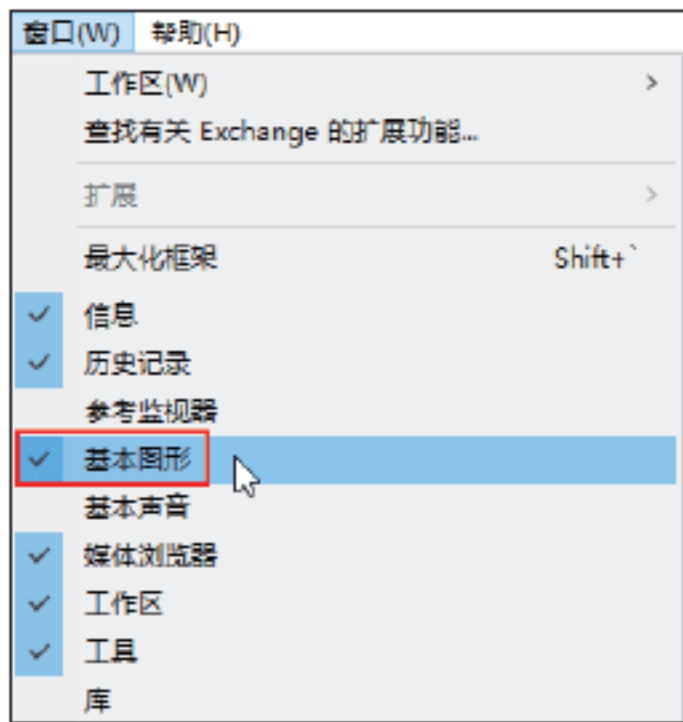 窗口(W) 帮助(H)
工作区(W) >
查找有关 Exchange 的扩展功能...
扩展 >
最大化框架 Shift+`
信息
历史记录
参考监视器
基本图形
基本声音
媒体浏览器
工作区
工具
库